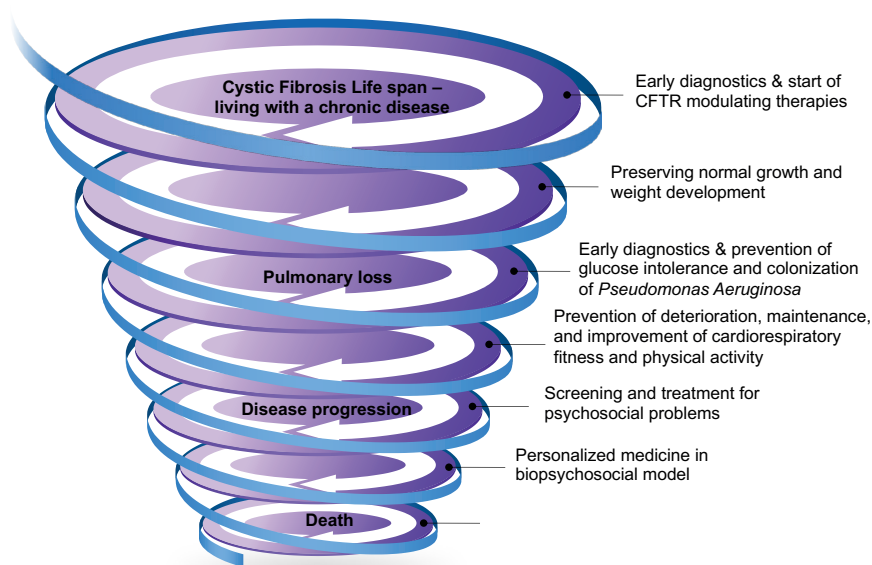 Cystic Fibrosis Life span –
living with a chronic disease
Early diagnostics & start of
CFTR modulating therapies
Preserving normal growth and
weight development
Pulmonary loss
Early diagnostics & prevention of
glucose intolerance and colonization
of Pseudomonas Aeruginosa
Prevention of deterioration, maintenance,
and improvement of cardiorespiratory
fitness and physical activity
Disease progression
Screening and treatment for
psychosocial problems
Personalized medicine in
biopsychosocial model
Death